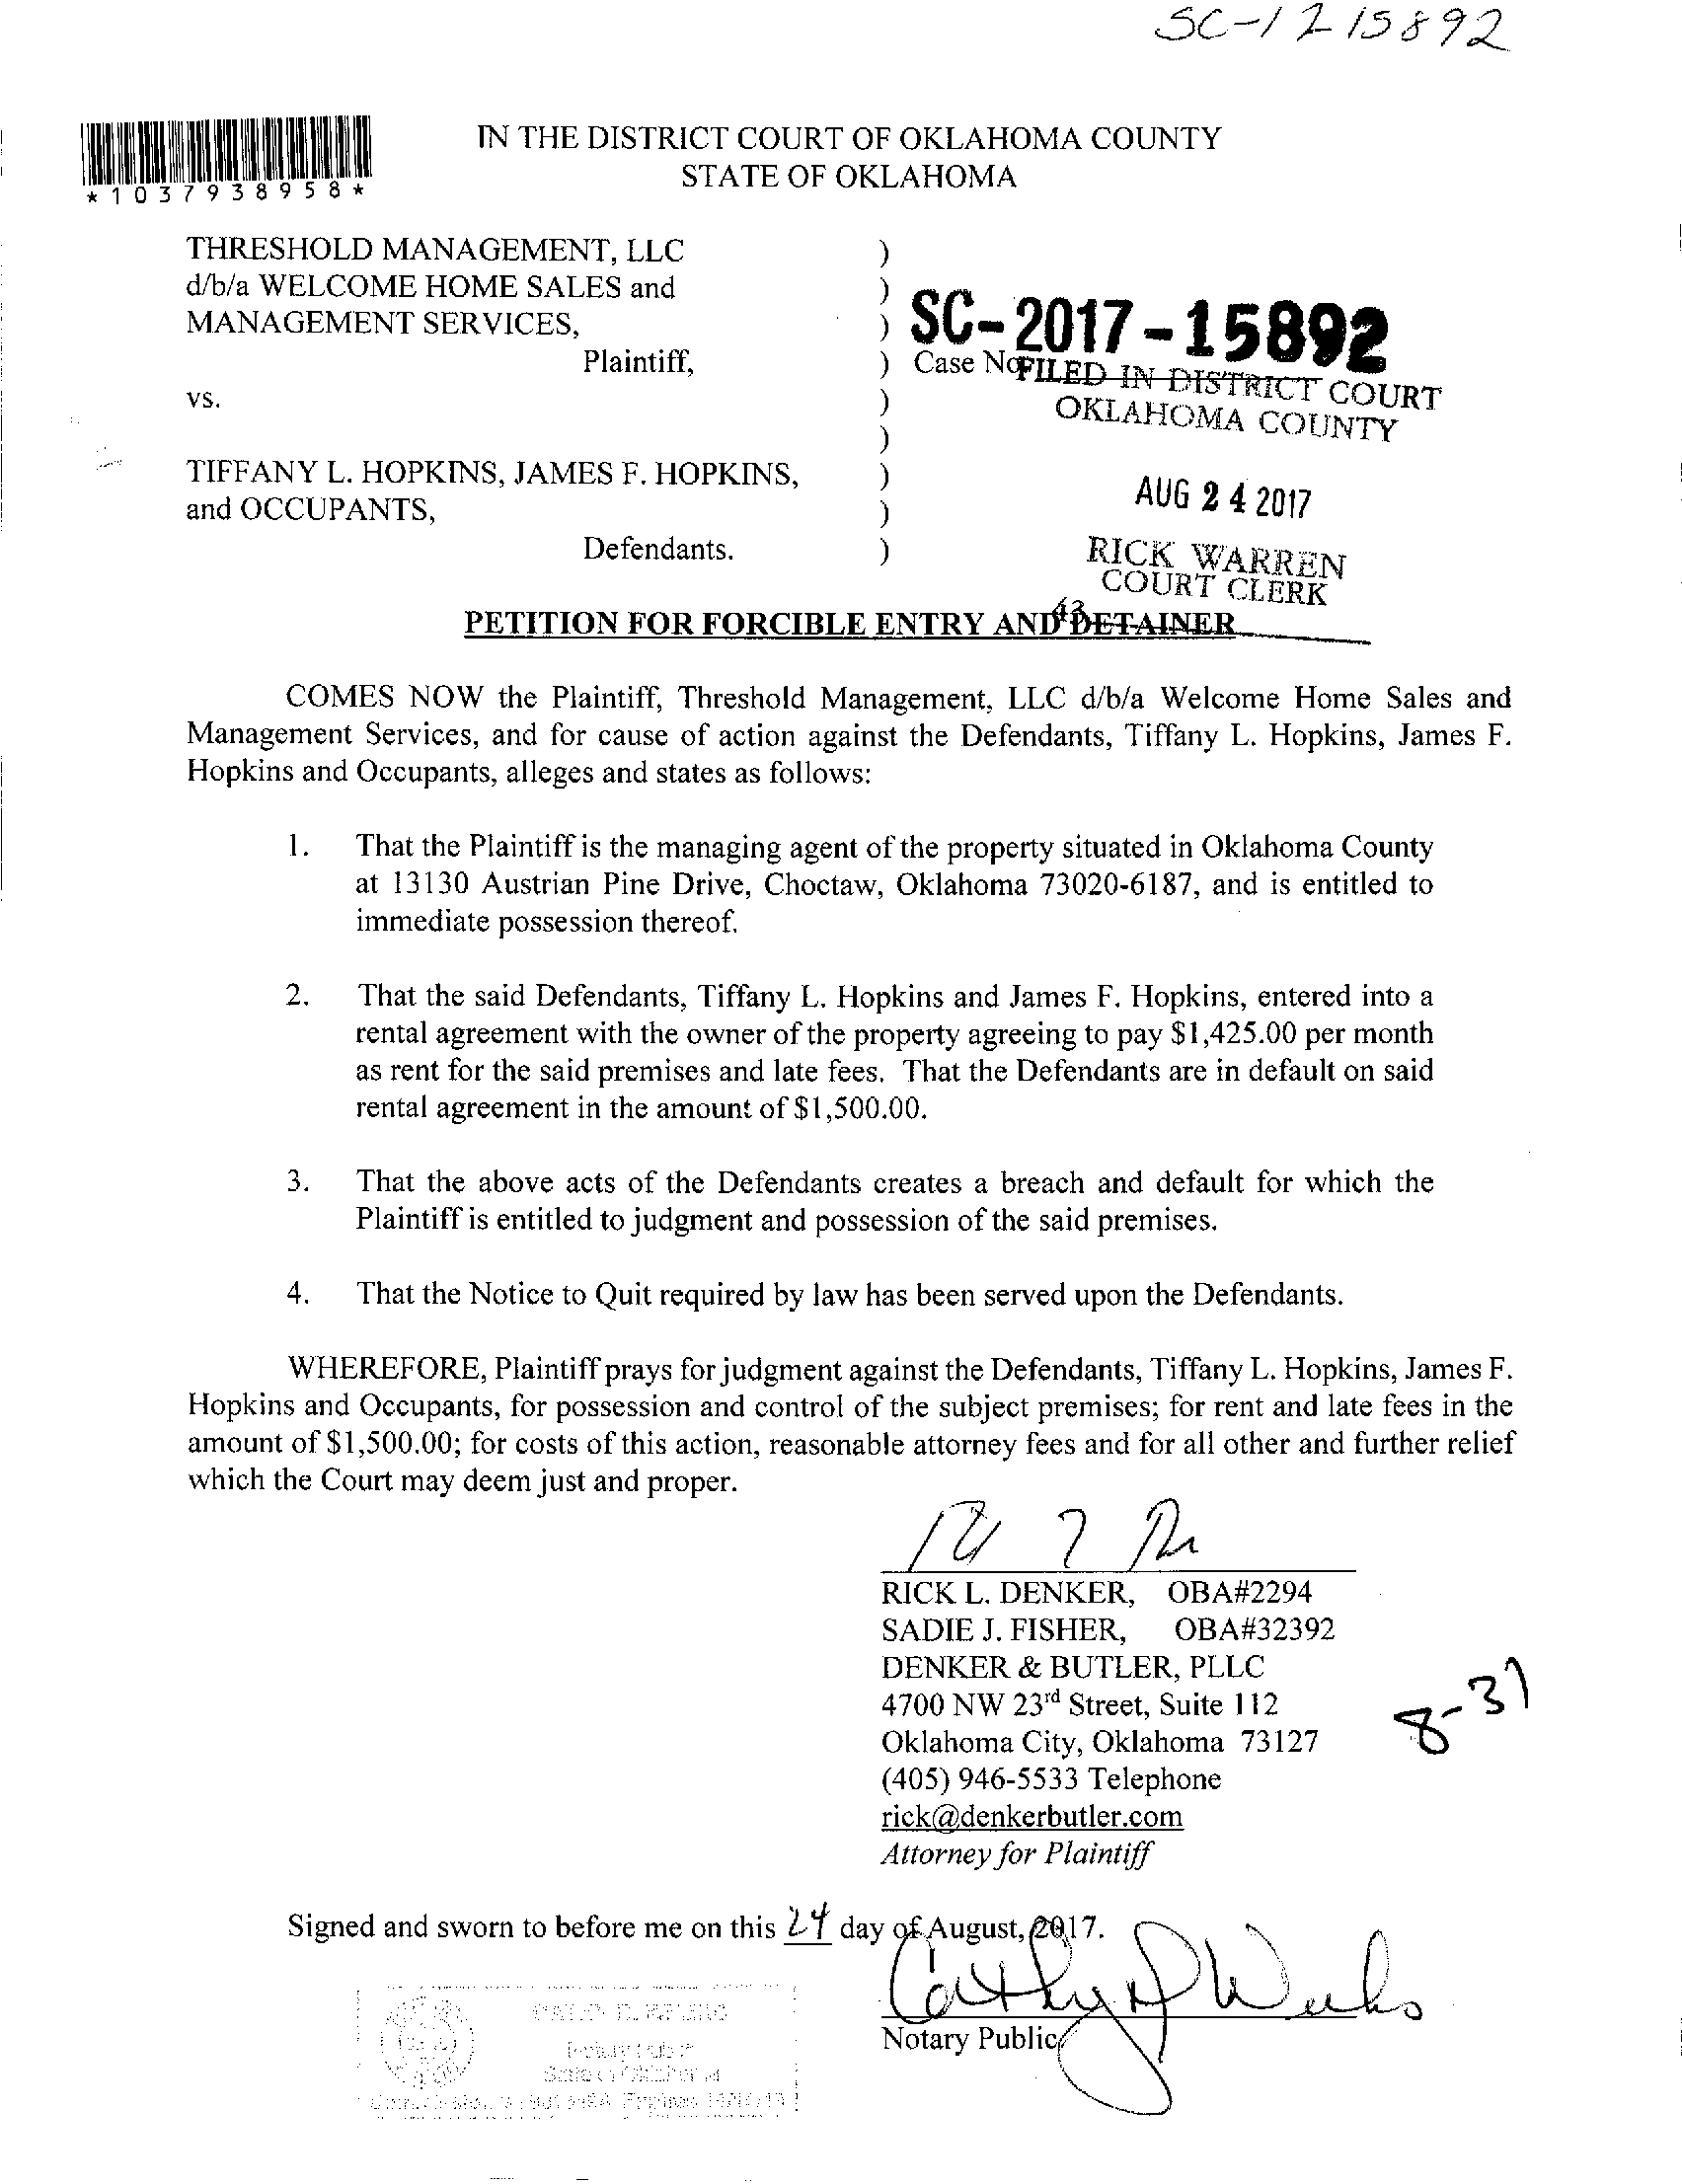 SC-1215892
*1037938958*
IN THE DISTRICT COURT OF OKLAHOMA COUNTY
STATE OF OKLAHOMA
THRESHOLD MANAGEMENT, LLC )
d/b/a WELCOME HOME SALES and )
MANAGEMENT SERVICES, )
SC-2017-15892
Plaintiff, ) Case No
FILED IN DISTRICT COURT
vs. )
OKLAHOMA COUNTY
)
TIFFANY L. HOPKINS, JAMES F. HOPKINS, )
AUG 24 2017
and OCCUPANTS, )
Defendants. )
RICK WARREN
COURT CLERK
43
PETITION FOR FORCIBLE ENTRY AND DETAINER
COMES NOW the Plaintiff, Threshold Management, LLC d/b/a Welcome Home Sales and
Management Services, and for cause of action against the Defendants, Tiffany L. Hopkins, James F.
Hopkins and Occupants, alleges and states as follows:
1. That the Plaintiff is the managing agent of the property situated in Oklahoma County
at 13130 Austrian Pine Drive, Choctaw, Oklahoma 73020-6187, and is entitled to
immediate possession thereof.
2. That the said Defendants, Tiffany L. Hopkins and James F. Hopkins, entered into a
rental agreement with the owner of the property agreeing to pay $1,425.00 per month
as rent for the said premises and late fees. That the Defendants are in default on said
rental agreement in the amount of $1,500.00.
3. That the above acts of the Defendants creates a breach and default for which the
Plaintiff is entitled to judgment and possession of the said premises.
4. That the Notice to Quit required by law has been served upon the Defendants.
WHEREFORE, Plaintiff prays for judgment against the Defendants, Tiffany L. Hopkins, James F.
Hopkins and Occupants, for possession and control of the subject premises; for rent and late fees in the
amount of $1,500.00; for costs of this action, reasonable attorney fees and for all other and further relief
which the Court may deem just and proper.
RICK L. DENKER, OBA#2294
SADIE J. FISHER, OBA#32392
DENKER & BUTLER, PLLC
4700 NW 23rd Street, Suite 112
Oklahoma City, Oklahoma 73127
(405) 946-5533 Telephone
rick@denkerbutler.com
Attorney for Plaintiff
8-31
Signed and sworn to before me on this 24 day of August, 2017.
Cathy D Weeks
Notary Public